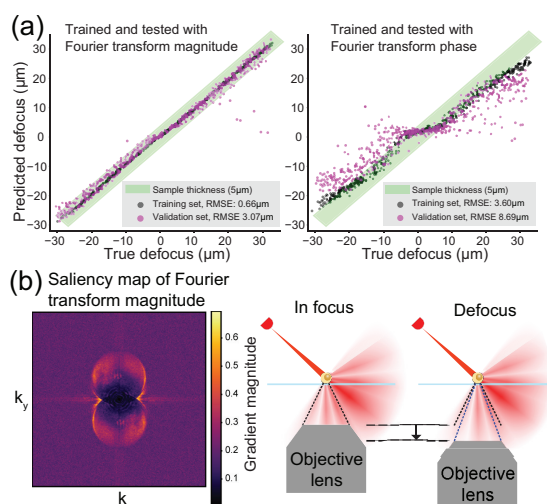 (a)
Trained and tested with
Fourier transform magnitude
Trained and tested with
Fourier transform phase
Predicted defocus (µm)
30
20
10
0
−10
−20
−30
Sample thickness (5µm)
Training set, RMSE: 0.66µm
Validation set, RMSE 3.07µm
−30 −20 −10 0 10 20 30
True defocus (µm)
30
20
10
0
−10
−20
−30
Sample thickness (5µm)
Training set, RMSE: 3.60µm
Validation set, RMSE 8.69µm
−30 −20 −10 0 10 20 30
True defocus (µm)
(b)
Saliency map of Fourier
transform magnitude
ky
k
0.6
0.5
0.4
0.3
0.2
0.1
Gradient magnitude
In focus
Defocus
Objective
lens
Objective
lens